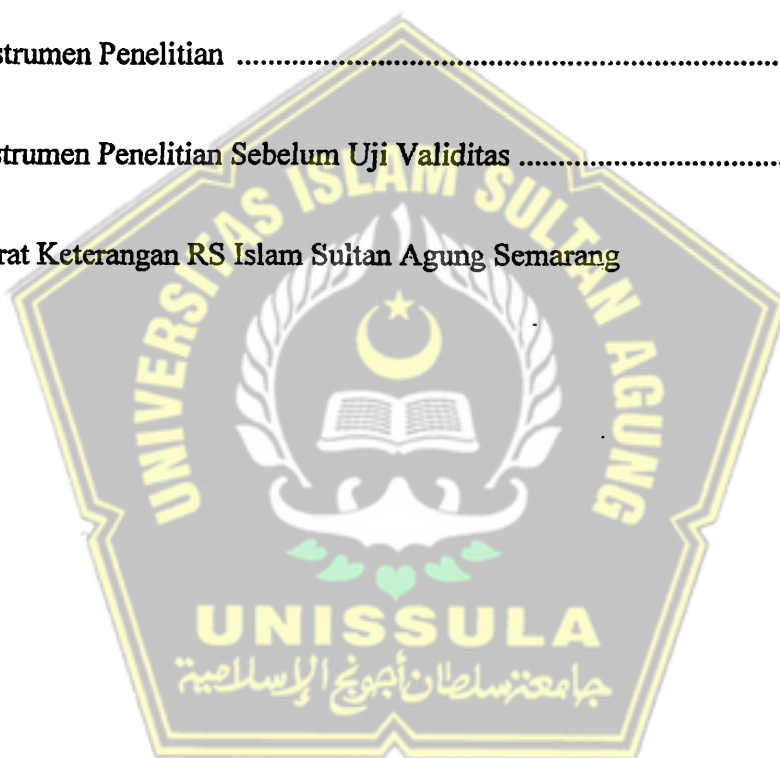 strumen Penelitian ........................................................................
strumen Penelitian Sebelum Uji Validitas ...................................
rat Keterangan RS Islam Sultan Agung Semarang
UNIVERSITAS ISLAM SULTAN AGUNG
UNISSULA
جامعة سلطان أجونج الإسلامية